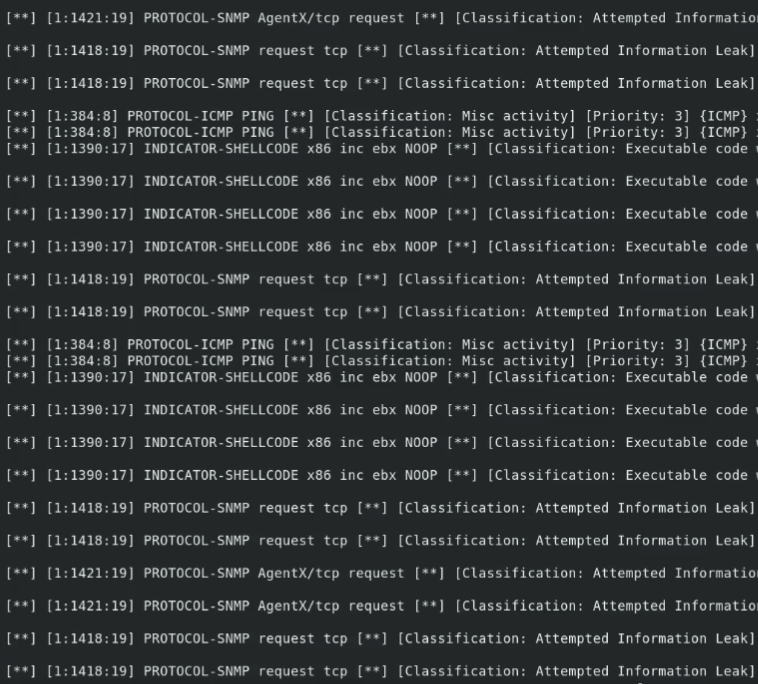 [**] [1:1421:19] PROTOCOL-SNMP AgentX/tcp request [**] [Classification: Attempted Informatio
[**] [1:1418:19] PROTOCOL-SNMP request tcp [**] [Classification: Attempted Information Leak]
[**] [1:1418:19] PROTOCOL-SNMP request tcp [**] [Classification: Attempted Information Leak]
[**] [1:384:8] PROTOCOL-ICMP PING [**] [Classification: Misc activity] [Priority: 3] {ICMP}
[**] [1:384:8] PROTOCOL-ICMP PING [**] [Classification: Misc activity] [Priority: 3] {ICMP}
[**] [1:1390:17] INDICATOR-SHELLCODE x86 inc ebx NOOP [**] [Classification: Executable code
[**] [1:1390:17] INDICATOR-SHELLCODE x86 inc ebx NOOP [**] [Classification: Executable code
[**] [1:1390:17] INDICATOR-SHELLCODE x86 inc ebx NOOP [**] [Classification: Executable code
[**] [1:1390:17] INDICATOR-SHELLCODE x86 inc ebx NOOP [**] [Classification: Executable code
[**] [1:1418:19] PROTOCOL-SNMP request tcp [**] [Classification: Attempted Information Leak]
[**] [1:1418:19] PROTOCOL-SNMP request tcp [**] [Classification: Attempted Information Leak]
[**] [1:384:8] PROTOCOL-ICMP PING [**] [Classification: Misc activity] [Priority: 3] {ICMP}
[**] [1:384:8] PROTOCOL-ICMP PING [**] [Classification: Misc activity] [Priority: 3] {ICMP}
[**] [1:1390:17] INDICATOR-SHELLCODE x86 inc ebx NOOP [**] [Classification: Executable code
[**] [1:1390:17] INDICATOR-SHELLCODE x86 inc ebx NOOP [**] [Classification: Executable code
[**] [1:1390:17] INDICATOR-SHELLCODE x86 inc ebx NOOP [**] [Classification: Executable code
[**] [1:1390:17] INDICATOR-SHELLCODE x86 inc ebx NOOP [**] [Classification: Executable code
[**] [1:1418:19] PROTOCOL-SNMP request tcp [**] [Classification: Attempted Information Leak]
[**] [1:1418:19] PROTOCOL-SNMP request tcp [**] [Classification: Attempted Information Leak]
[**] [1:1421:19] PROTOCOL-SNMP AgentX/tcp request [**] [Classification: Attempted Informatio
[**] [1:1421:19] PROTOCOL-SNMP AgentX/tcp request [**] [Classification: Attempted Informatio
[**] [1:1418:19] PROTOCOL-SNMP request tcp [**] [Classification: Attempted Information Leak]
[**] [1:1418:19] PROTOCOL-SNMP request tcp [**] [Classification: Attempted Information Leak]